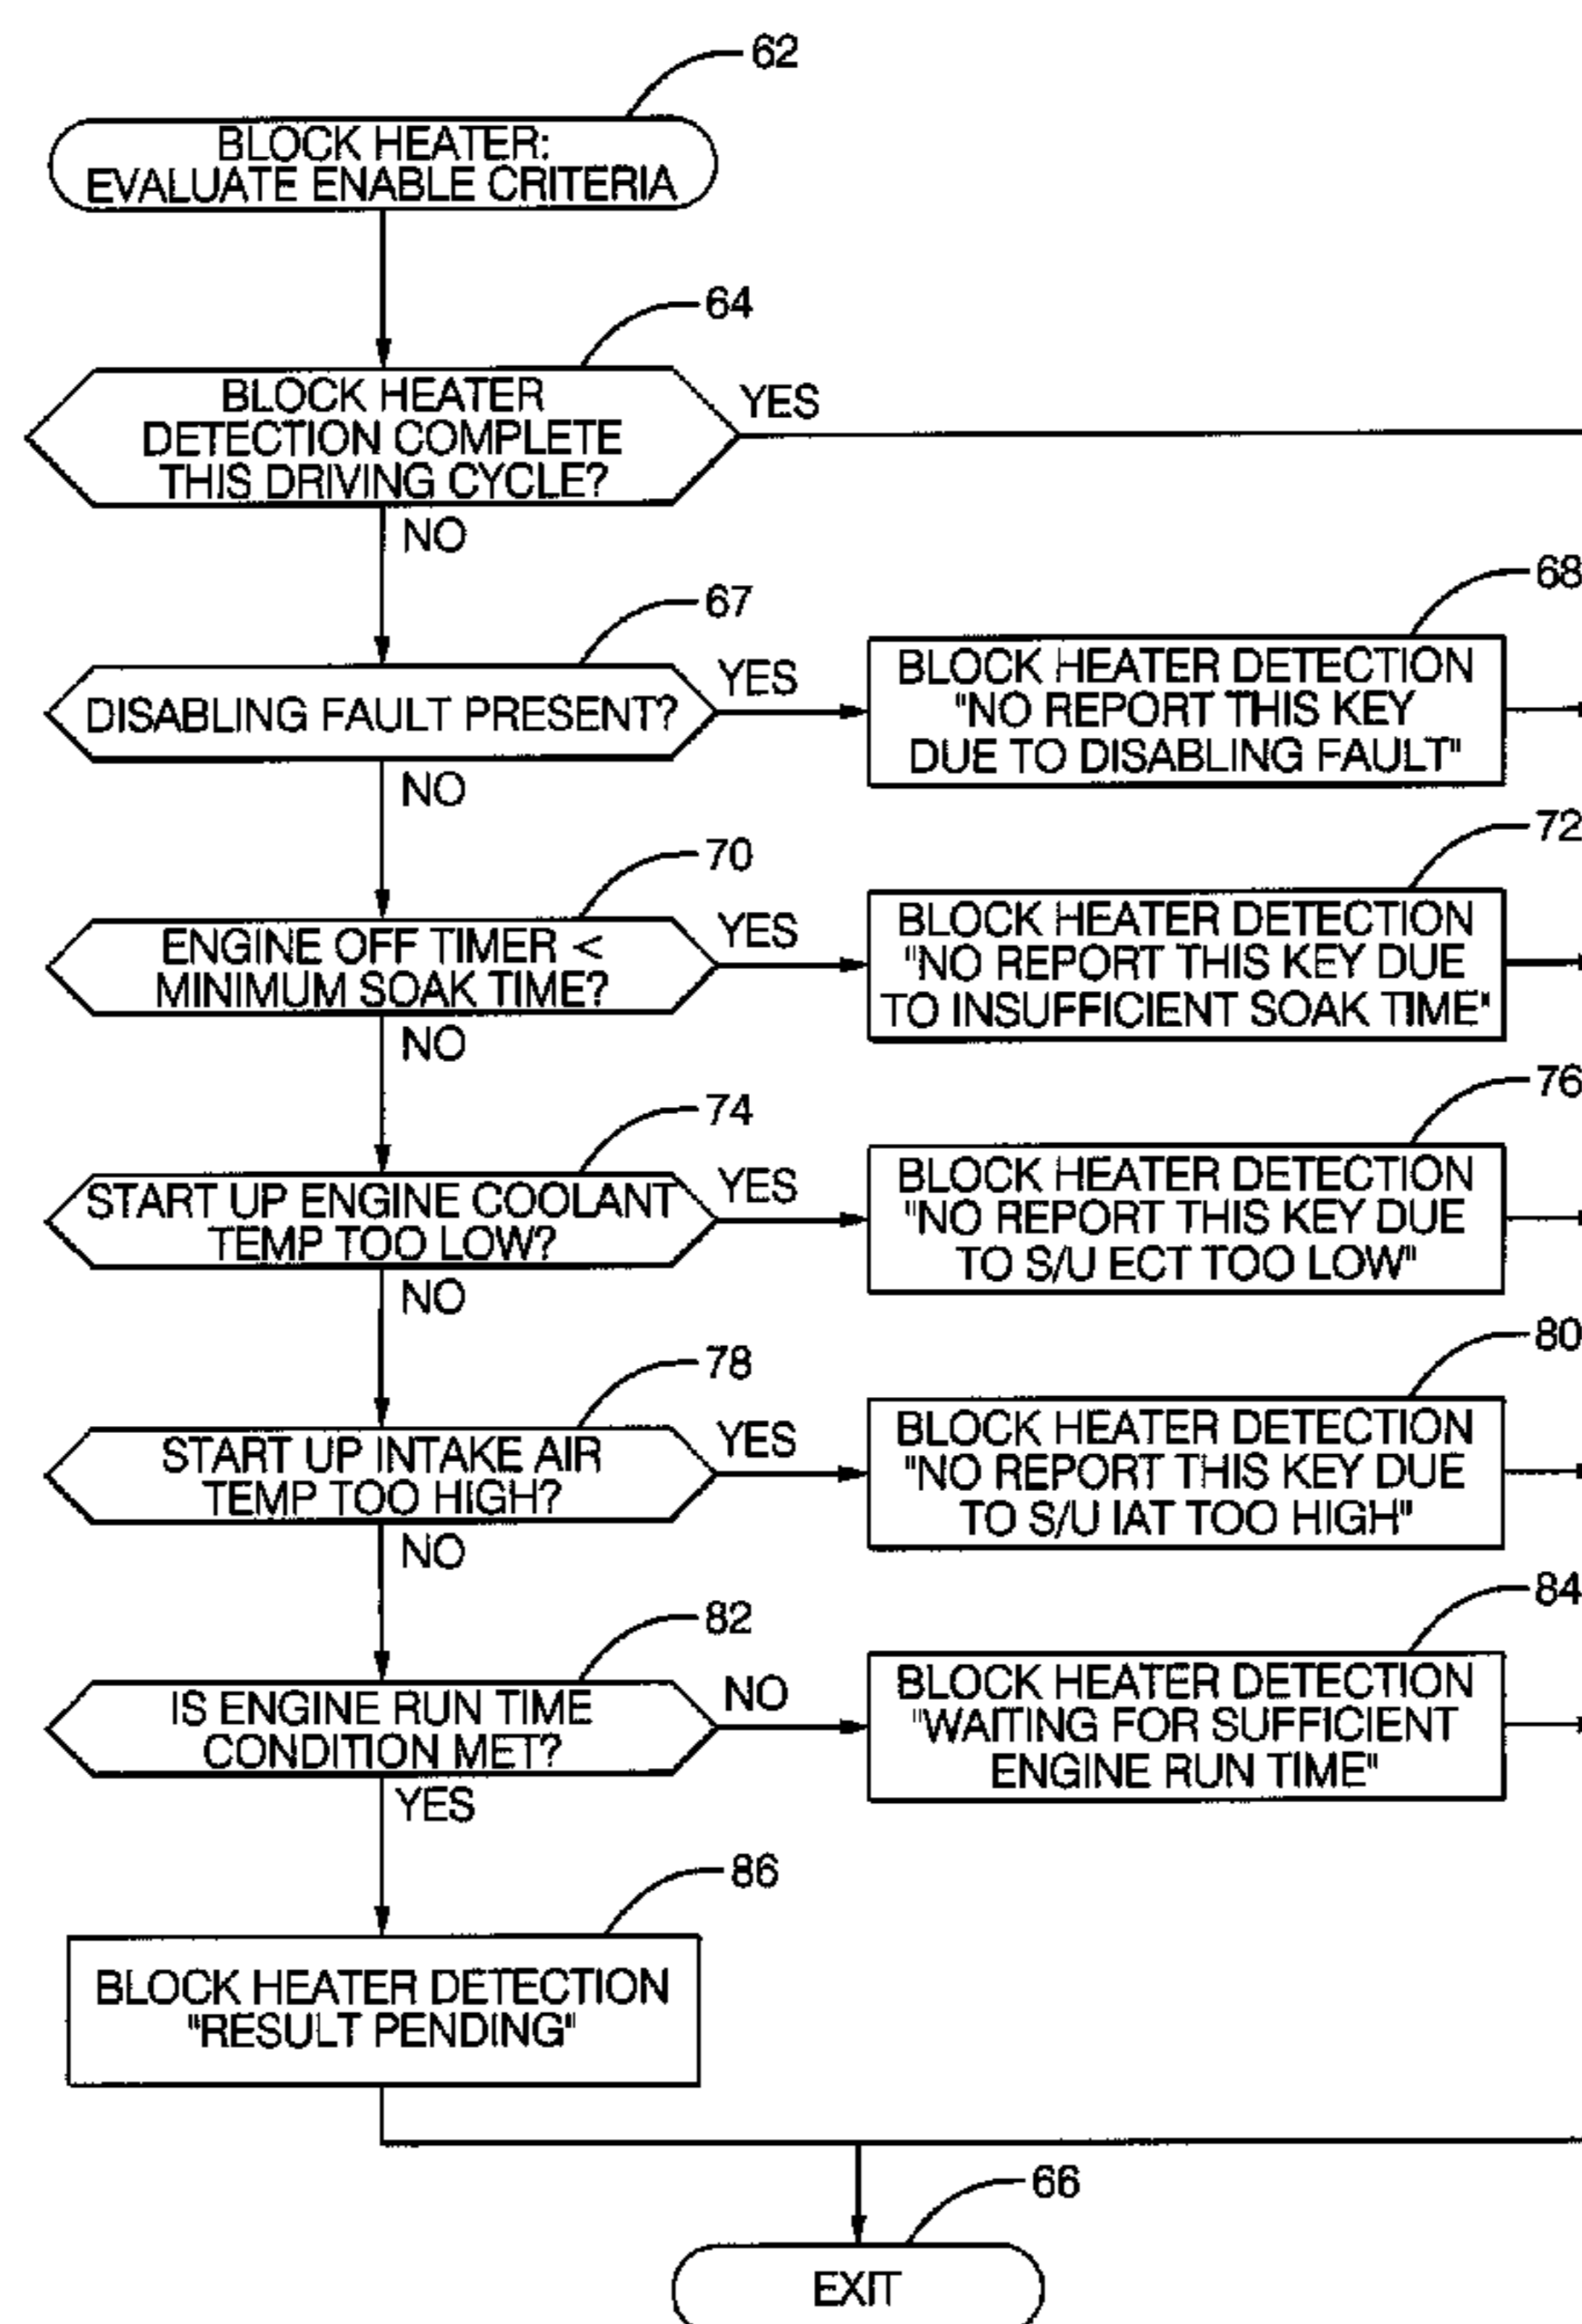 62
BLOCK HEATER:
EVALUATE ENABLE CRITERIA
64
BLOCK HEATER
DETECTION COMPLETE
THIS DRIVING CYCLE?
YES
NO
67
DISABLING FAULT PRESENT?
YES
NO
68
BLOCK HEATER DETECTION
"NO REPORT THIS KEY
DUE TO DISABLING FAULT"
70
ENGINE OFF TIMER <
MINIMUM SOAK TIME?
YES
NO
72
BLOCK HEATER DETECTION
"NO REPORT THIS KEY DUE
TO INSUFFICIENT SOAK TIME"
74
START UP ENGINE COOLANT
TEMP TOO LOW?
YES
NO
76
BLOCK HEATER DETECTION
"NO REPORT THIS KEY DUE
TO S/U ECT TOO LOW"
78
START UP INTAKE AIR
TEMP TOO HIGH?
YES
NO
80
BLOCK HEATER DETECTION
"NO REPORT THIS KEY DUE
TO S/U IAT TOO HIGH"
82
IS ENGINE RUN TIME
CONDITION MET?
NO
YES
84
BLOCK HEATER DETECTION
"WAITING FOR SUFFICIENT
ENGINE RUN TIME"
86
BLOCK HEATER DETECTION
"RESULT PENDING"
66
EXIT